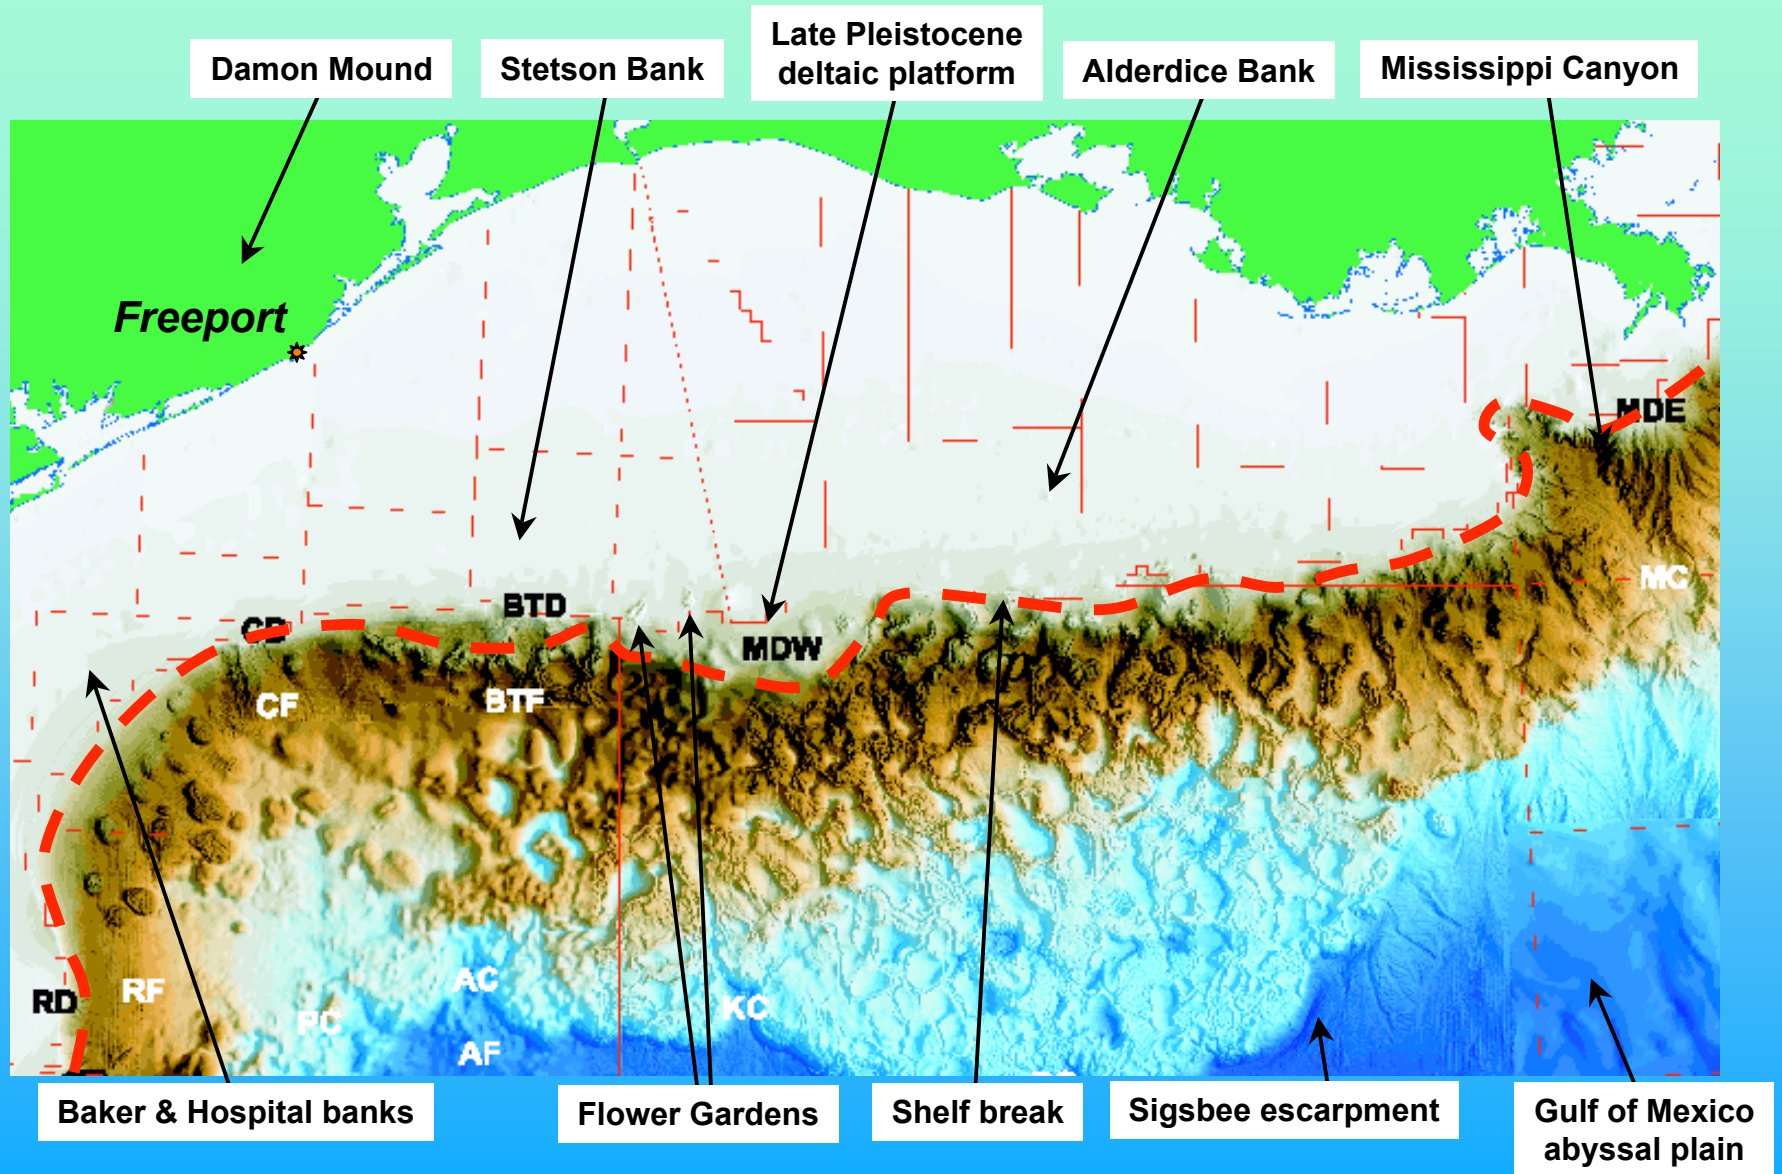 Late Pleistocene
deltaic platform
Damon Mound
Stetson Bank
Alderdice Bank
Mississippi Canyon
Freeport
MDE
MC
BTD
CD
MDW
CF
BTF
RD
RF
AC
PC
KC
AF
Baker & Hospital banks
Flower Gardens
Shelf break
Sigsbee escarpment
Gulf of Mexico
abyssal plain